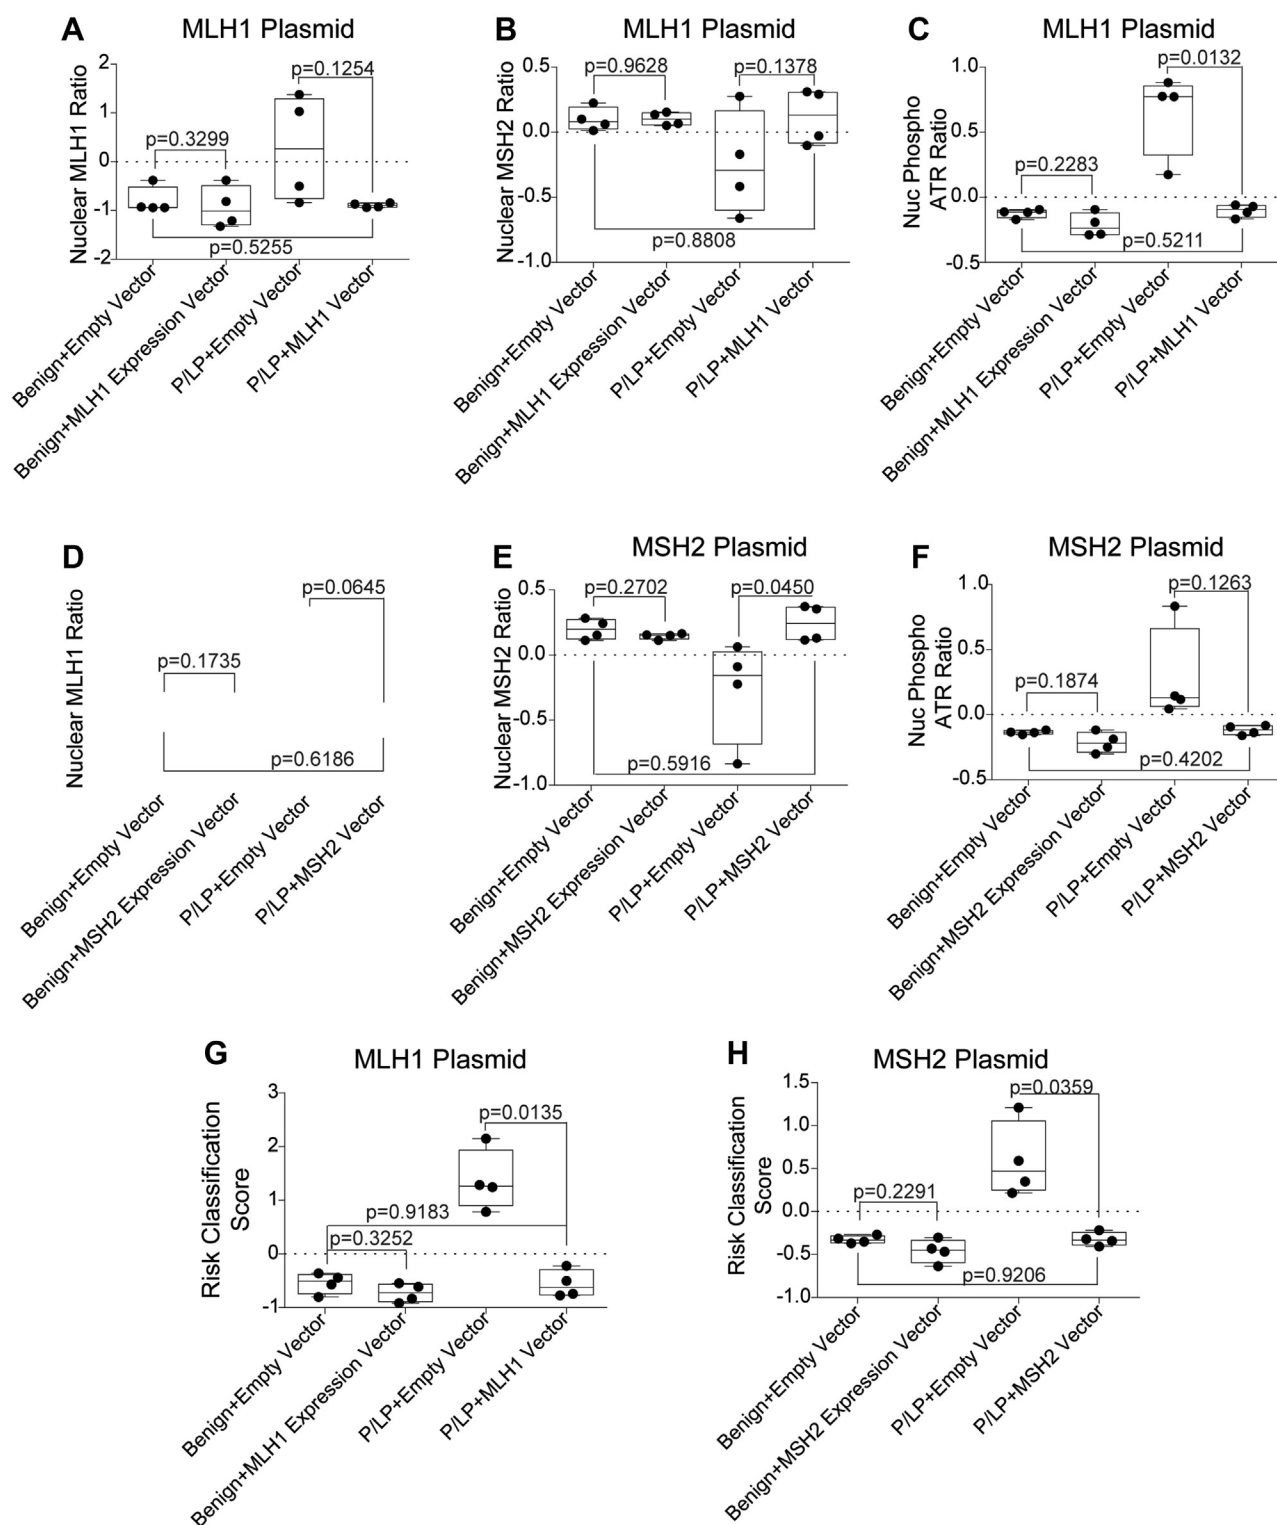 A MLH1 Plasmid
Nuclear MLH1 Ratio
2
1
0
-1
-2
p=0.1254
p=0.3299
p=0.5255
Benign+Empty Vector
Benign+MLH1 Expression Vector
P/LP+Empty Vector
P/LP+MLH1 Vector
B MLH1 Plasmid
Nuclear MSH2 Ratio
0.5
0.0
-0.5
-1.0
p=0.9628
p=0.1378
p=0.8808
Benign+Empty Vector
Benign+MLH1 Expression Vector
P/LP+Empty Vector
P/LP+MLH1 Vector
C MLH1 Plasmid
Nuc Phospho
ATR Ratio
1.0
0.5
0.0
-0.5
p=0.0132
p=0.2283
p=0.5211
Benign+Empty Vector
Benign+MLH1 Expression Vector
P/LP+Empty Vector
P/LP+MLH1 Vector
D
Nuclear MLH1 Ratio
p=0.0645
p=0.1735
p=0.6186
Benign+Empty Vector
Benign+MSH2 Expression Vector
P/LP+Empty Vector
P/LP+MSH2 Vector
E MSH2 Plasmid
Nuclear MSH2 Ratio
0.5
0.0
-0.5
-1.0
p=0.2702
p=0.0450
p=0.5916
Benign+Empty Vector
Benign+MSH2 Expression Vector
P/LP+Empty Vector
P/LP+MSH2 Vector
F MSH2 Plasmid
Nuc Phospho
ATR Ratio
1.0
0.5
0.0
-0.5
p=0.1263
p=0.1874
p=0.4202
Benign+Empty Vector
Benign+MSH2 Expression Vector
P/LP+Empty Vector
P/LP+MSH2 Vector
G MLH1 Plasmid
Risk Classification
Score
3
2
1
0
-1
p=0.0135
p=0.9183
p=0.3252
Benign+Empty Vector
Benign+MLH1 Expression Vector
P/LP+Empty Vector
P/LP+MLH1 Vector
H MSH2 Plasmid
Risk Classification
Score
1.5
1.0
0.5
0.0
-0.5
-1.0
p=0.0359
p=0.2291
p=0.9206
Benign+Empty Vector
Benign+MSH2 Expression Vector
P/LP+Empty Vector
P/LP+MSH2 Vector